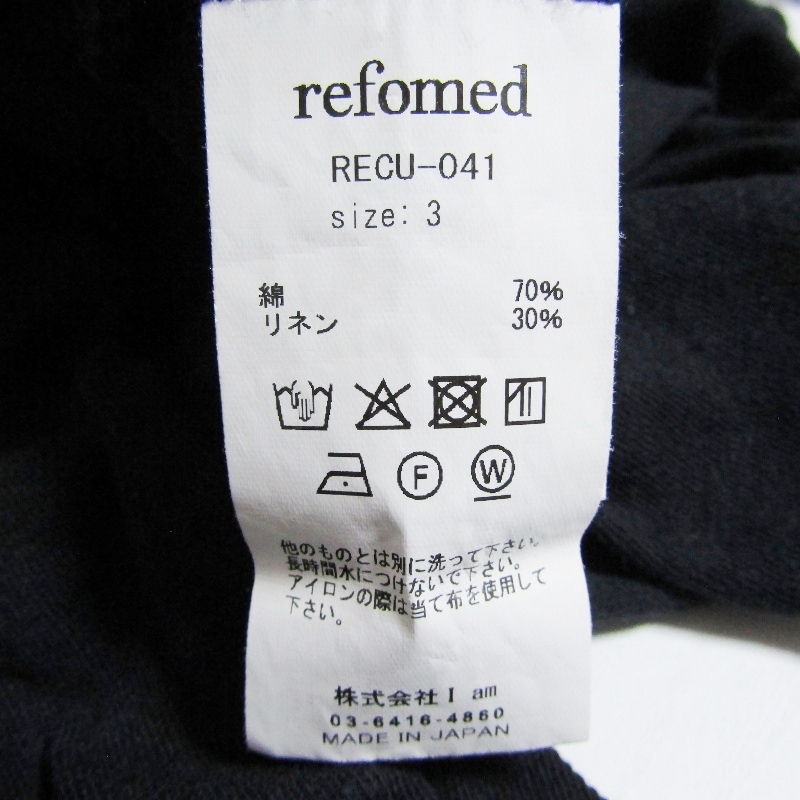 refomed
RECU-041
size: 3
綿 70%
リネン 30%
F W
他のものとは別に洗って下さい。
長時間水につけないで下さい。
アイロンの際は当て布を使用して
下さい。
株式会社I am
03-6416-4860
MADE IN JAPAN